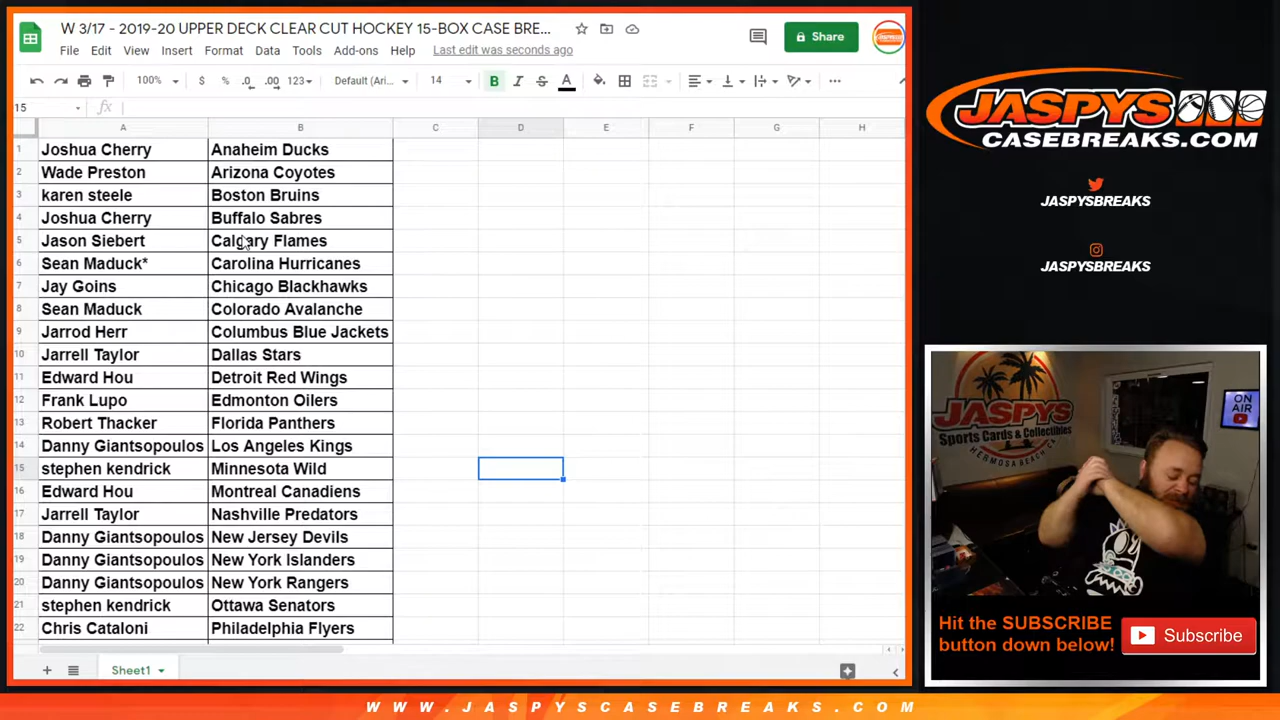 W 3/17 - 2019-20 UPPER DECK CLEAR CUT HOCKEY 15-BOX CASE BRE...
File Edit View Insert Format Data Tools Add-ons Help Last edit was seconds ago
Share
100% $ % .0 .00 123 Default (Ari... 14 B I S A
15 fx
A B C D E F G H
1 Joshua Cherry Anaheim Ducks
2 Wade Preston Arizona Coyotes
3 karen steele Boston Bruins
4 Joshua Cherry Buffalo Sabres
5 Jason Siebert Calgary Flames
6 Sean Maduck* Carolina Hurricanes
7 Jay Goins Chicago Blackhawks
8 Sean Maduck Colorado Avalanche
9 Jarrod Herr Columbus Blue Jackets
10 Jarrell Taylor Dallas Stars
11 Edward Hou Detroit Red Wings
12 Frank Lupo Edmonton Oilers
13 Robert Thacker Florida Panthers
14 Danny Giantsopoulos Los Angeles Kings
15 stephen kendrick Minnesota Wild
16 Edward Hou Montreal Canadiens
17 Jarrell Taylor Nashville Predators
18 Danny Giantsopoulos New Jersey Devils
19 Danny Giantsopoulos New York Islanders
20 Danny Giantsopoulos New York Rangers
21 stephen kendrick Ottawa Senators
22 Chris Cataloni Philadelphia Flyers
Sheet1
JASPYS
CASEBREAKS.COM
JASPYSBREAKS
JASPYSBREAKS
JASPYS
Sports Cards & Collectibles
HERMOSA BEACH CA
ON
AIR
Hit the SUBSCRIBE
button down below!
Subscribe
WWW.JASPYSCASEBREAKS.COM